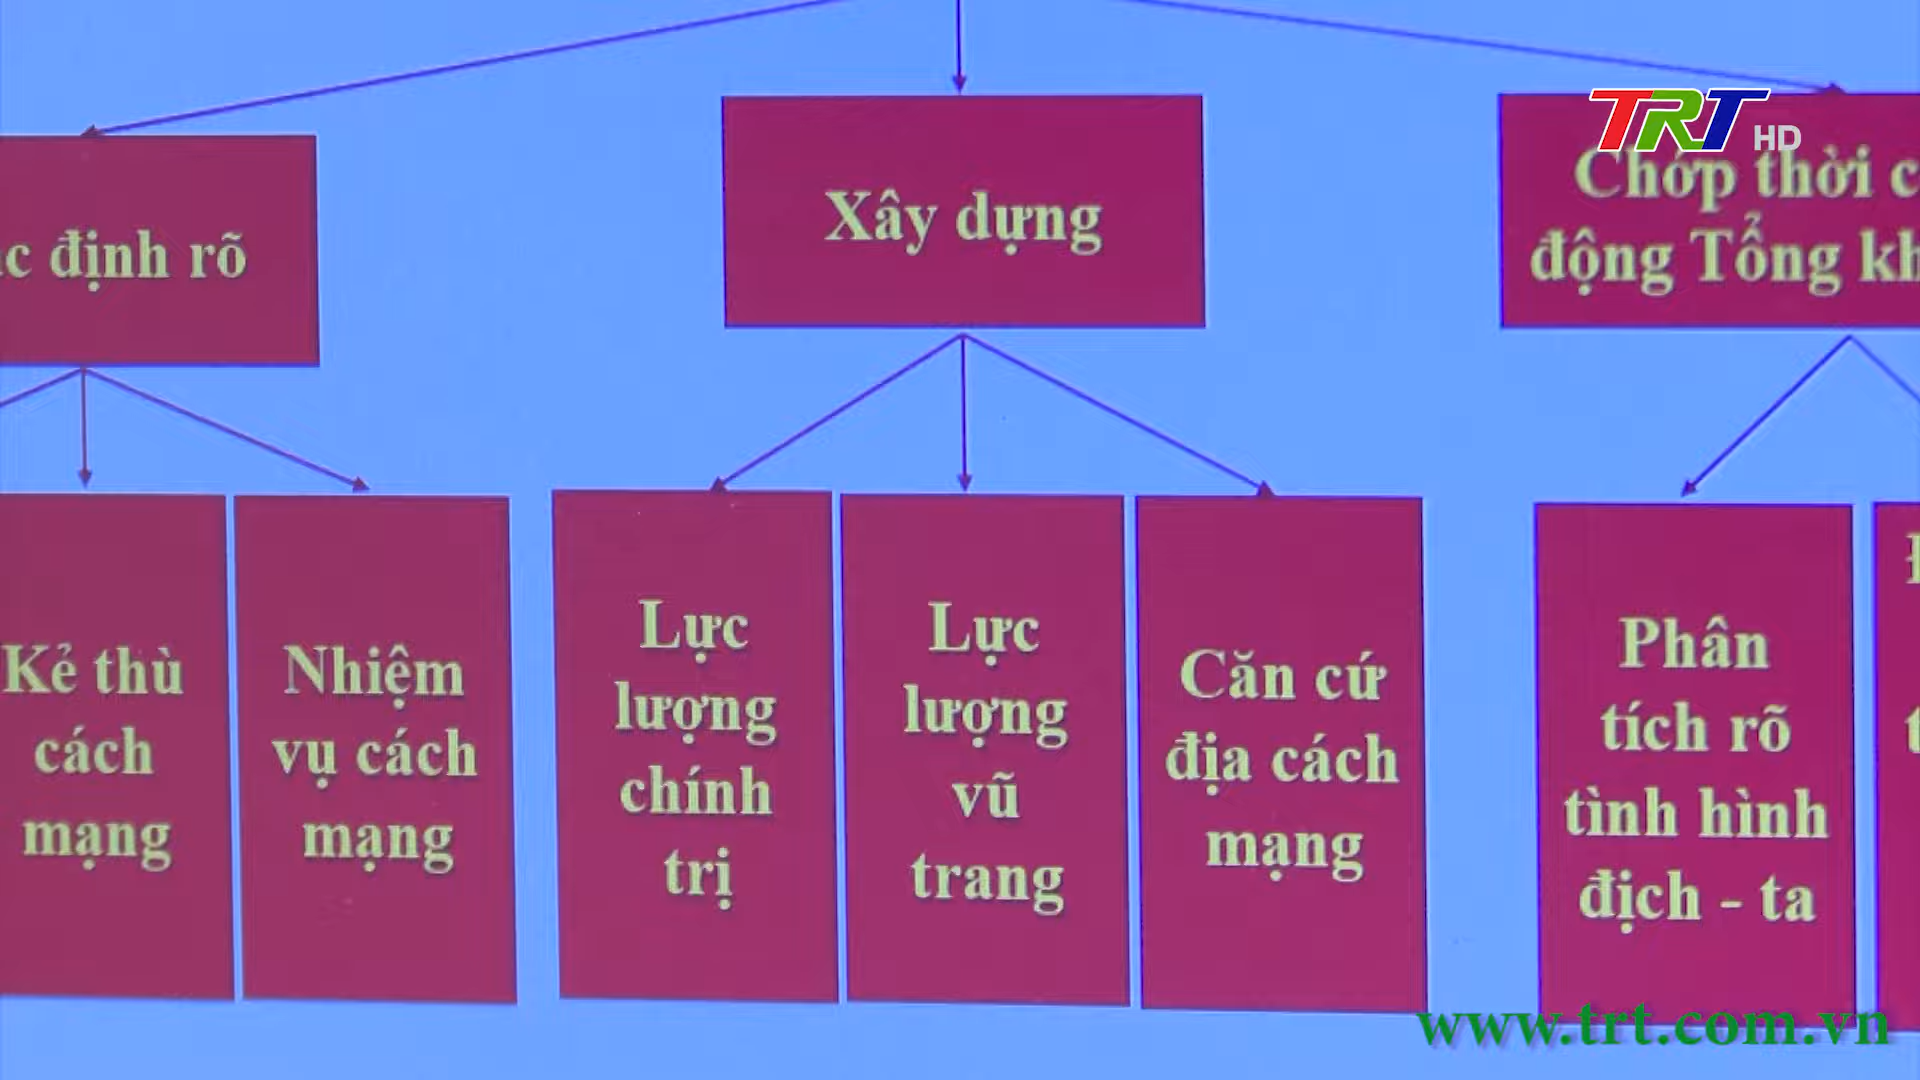 TRT HD
định rõ
Xây dựng
Chớp thời
động Tổng
Kẻ thù
cách
mạng
Nhiệm
vụ cách
mạng
Lực
lượng
chính
trị
Lực
lượng
vũ
trang
Căn cứ
địa cách
mạng
Phân
tích rõ
tình hình
địch - ta
www.trt.com.vn